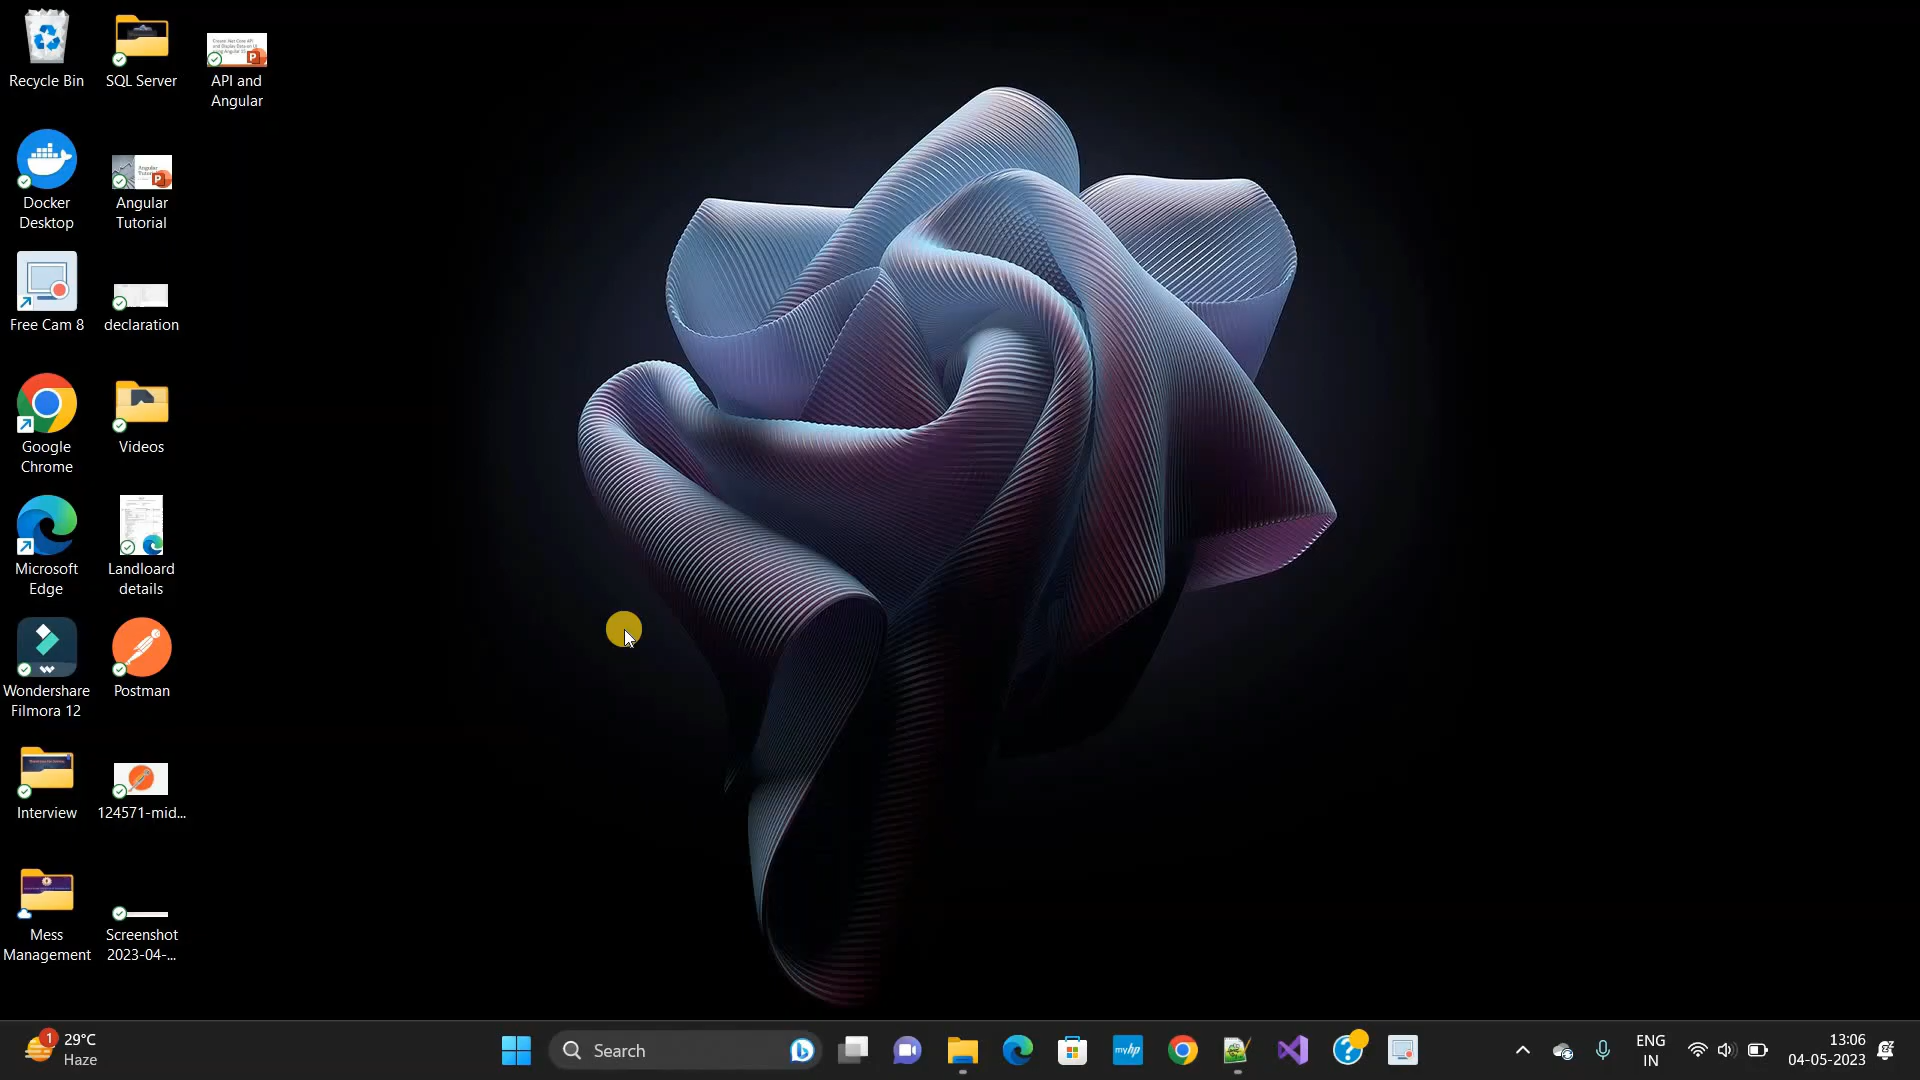 Recycle Bin
SQL Server
API and
Angular
Docker
Desktop
Angular
Tutorial
Free Cam 8
declaration
Google
Chrome
Videos
Microsoft
Edge
Landloard
details
Wondershare
Filmora 12
Postman
Interview
124571-mid...
Mess
Management
Screenshot
2023-04-...
1
29°C
Haze
Search
myhp
ENG
IN
13:06
04-05-2023